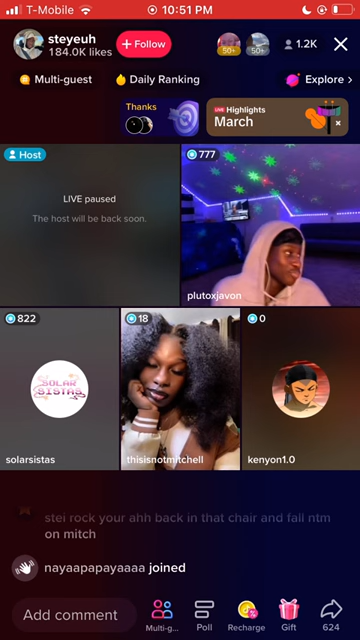 T-Mobile
10:51 PM
steyeuh
184.0K likes
+ Follow
50+
50+
1.2K
Multi-guest
Daily Ranking
Explore >
Thanks
LIVE Highlights
March
Host
777
LIVE paused
The host will be back soon.
plutoxjavon
822
18
0
SOLAR
SISTAS
solarsistas
thisisnotmitchell
kenyon1.0
stei rock your ahh back in that chair and fall ntm
on mitch
nayaapapayaaaa joined
Add comment
Multi-g...
Poll
Recharge
Gift
624